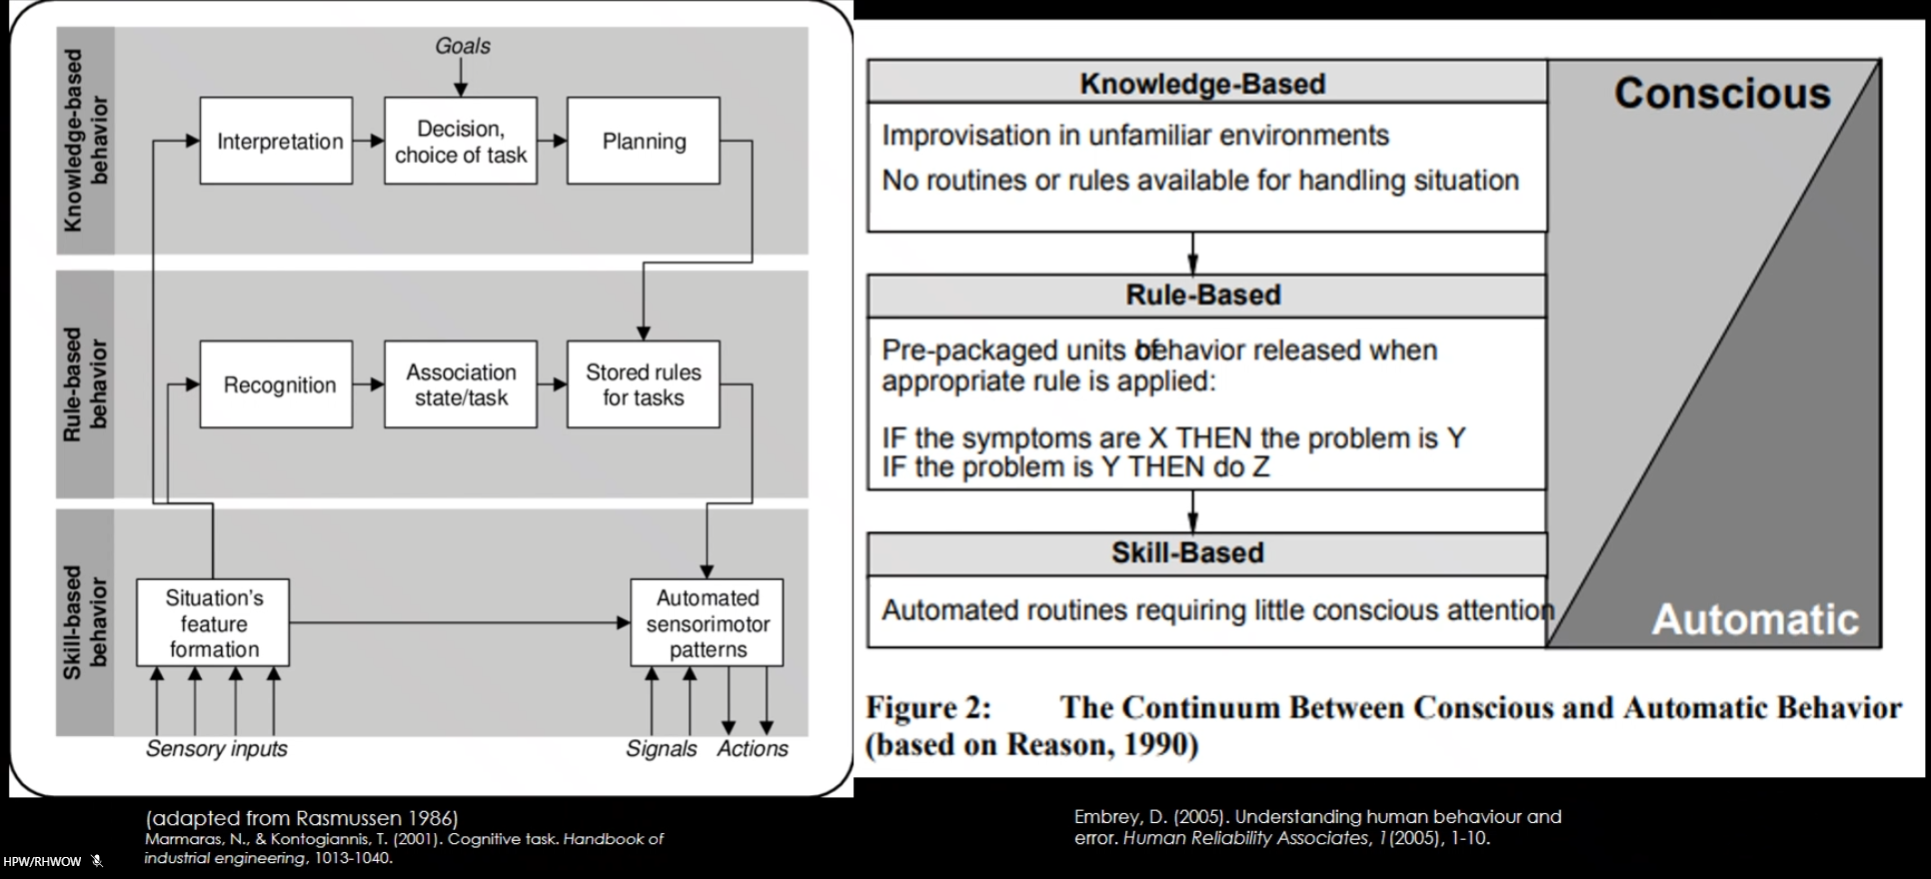 Knowledge-based
behavior
Goals
Interpretation
Decision,
choice of task
Planning
Rule-based
behavior
Recognition
Association
state/task
Stored rules
for tasks
Skill-based
behavior
Situation's
feature
formation
Automated
sensorimotor
patterns
Sensory inputs
Signals
Actions
(adapted from Rasmussen 1986)
Marmaras, N., & Kontogiannis, T. (2001). Cognitive task. Handbook of
industrial engineering, 1013-1040.
HPW/RHWOW
Knowledge-Based
Improvisation in unfamiliar environments
No routines or rules available for handling situation
Rule-Based
Pre-packaged units of behavior released when
appropriate rule is applied:
IF the symptoms are X THEN the problem is Y
IF the problem is Y THEN do Z
Skill-Based
Automated routines requiring little conscious attention
Conscious
Automatic
Figure 2: The Continuum Between Conscious and Automatic Behavior
(based on Reason, 1990)
Embrey, D. (2005). Understanding human behaviour and
error. Human Reliability Associates, 1(2005), 1-10.